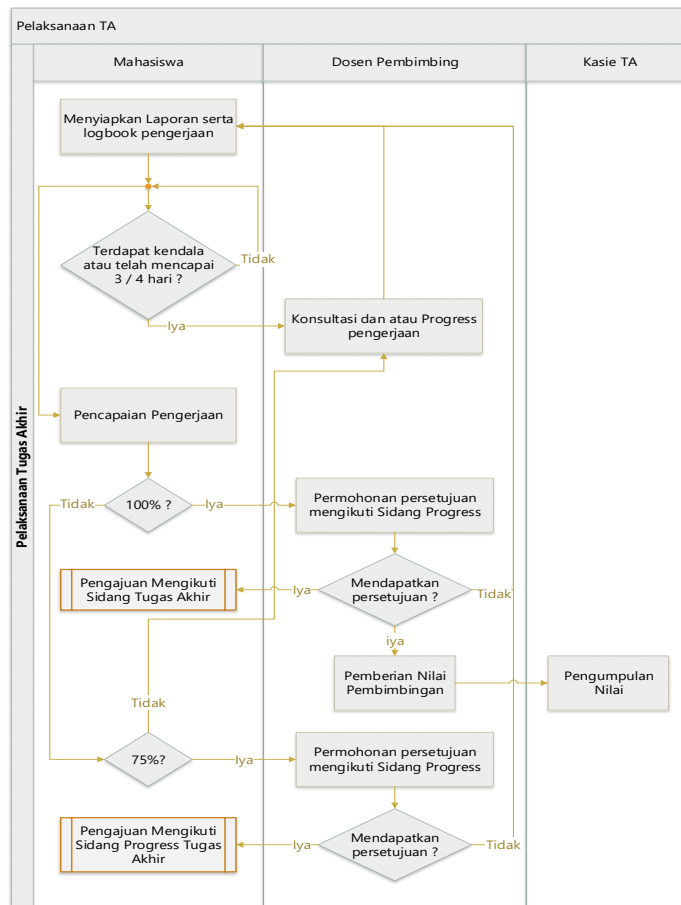 Pelaksanaan TA
Mahasiswa
Dosen Pembimbing
Kasie TA
Pelaksanaan Tugas Akhir
Menyiapkan Laporan serta
logbook pengerjaan
Terdapat kendala
atau telah mencapai
3 / 4 hari ?
Tidak
Iya
Konsultasi dan atau Progress
pengerjaan
Pencapaian Pengerjaan
Tidak
100% ?
Iya
Permohonan persetujuan
mengikuti Sidang Progress
Pengajuan Mengikuti
Sidang Tugas Akhir
Iya
Mendapatkan
persetujuan ?
Tidak
iya
Pemberian Nilai
Pembimbingan
Pengumpulan
Nilai
Tidak
75%?
Iya
Permohonan persetujuan
mengikuti Sidang Progress
Pengajuan Mengikuti
Sidang Progress Tugas
Akhir
Iya
Mendapatkan
persetujuan ?
Tidak